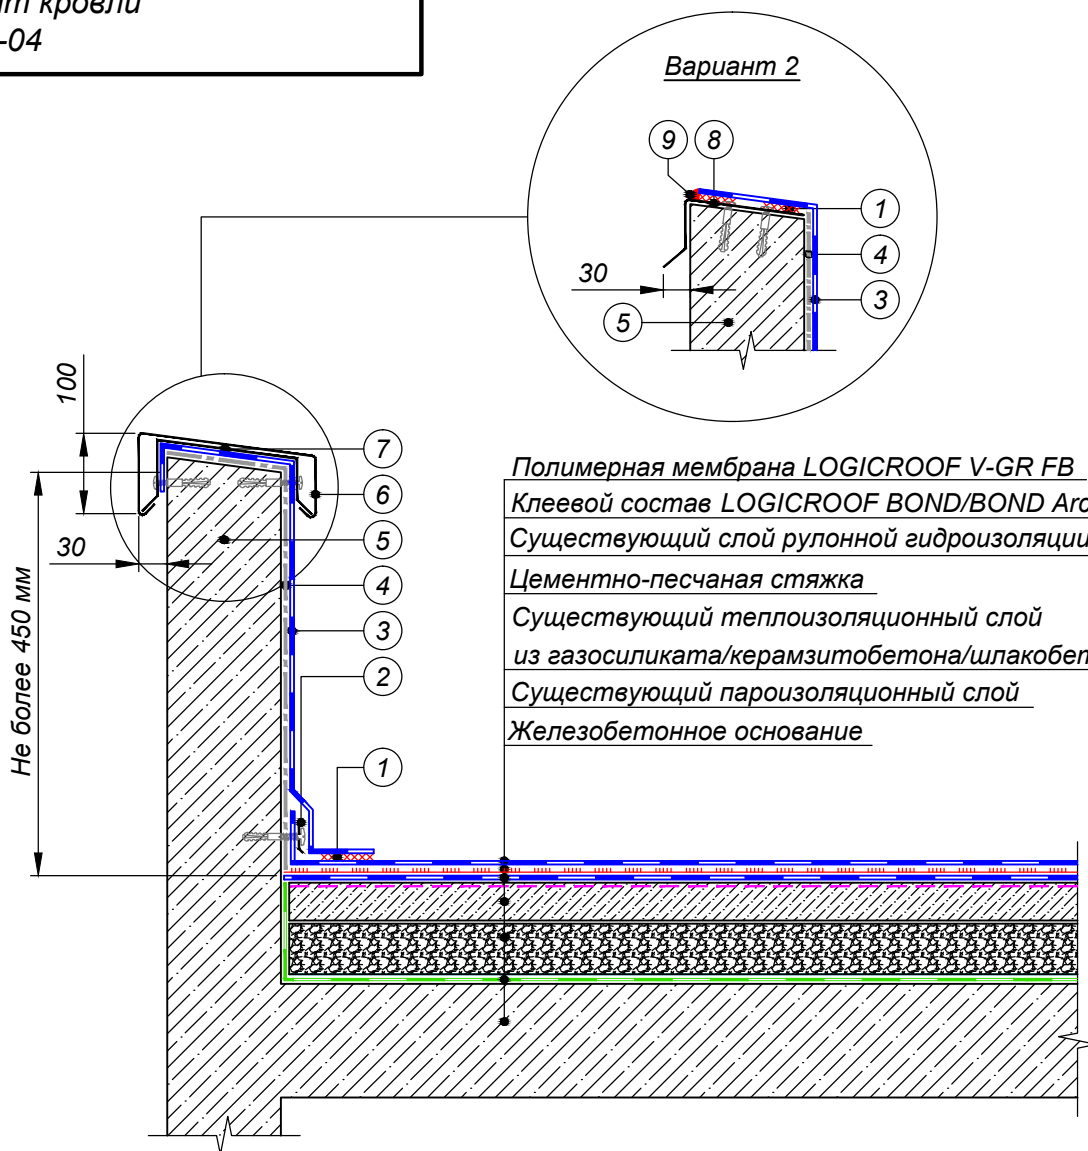 кровли
-04
Вариант 2
9 8
1
4
30
3
5
100
7
Полимерная мембрана LOGICROOF V-GR FB
6
Клеевой состав LOGICROOF BOND/BOND Arc
5
Существующий слой рулонной гидроизоляции
30
4
Цементно-песчаная стяжка
Существующий теплоизоляционный слой
3
из газосиликата/керамзитобетона/шлакобет
2
Существующий пароизоляционный слой
Не более 450 мм
Железобетонное основание
1